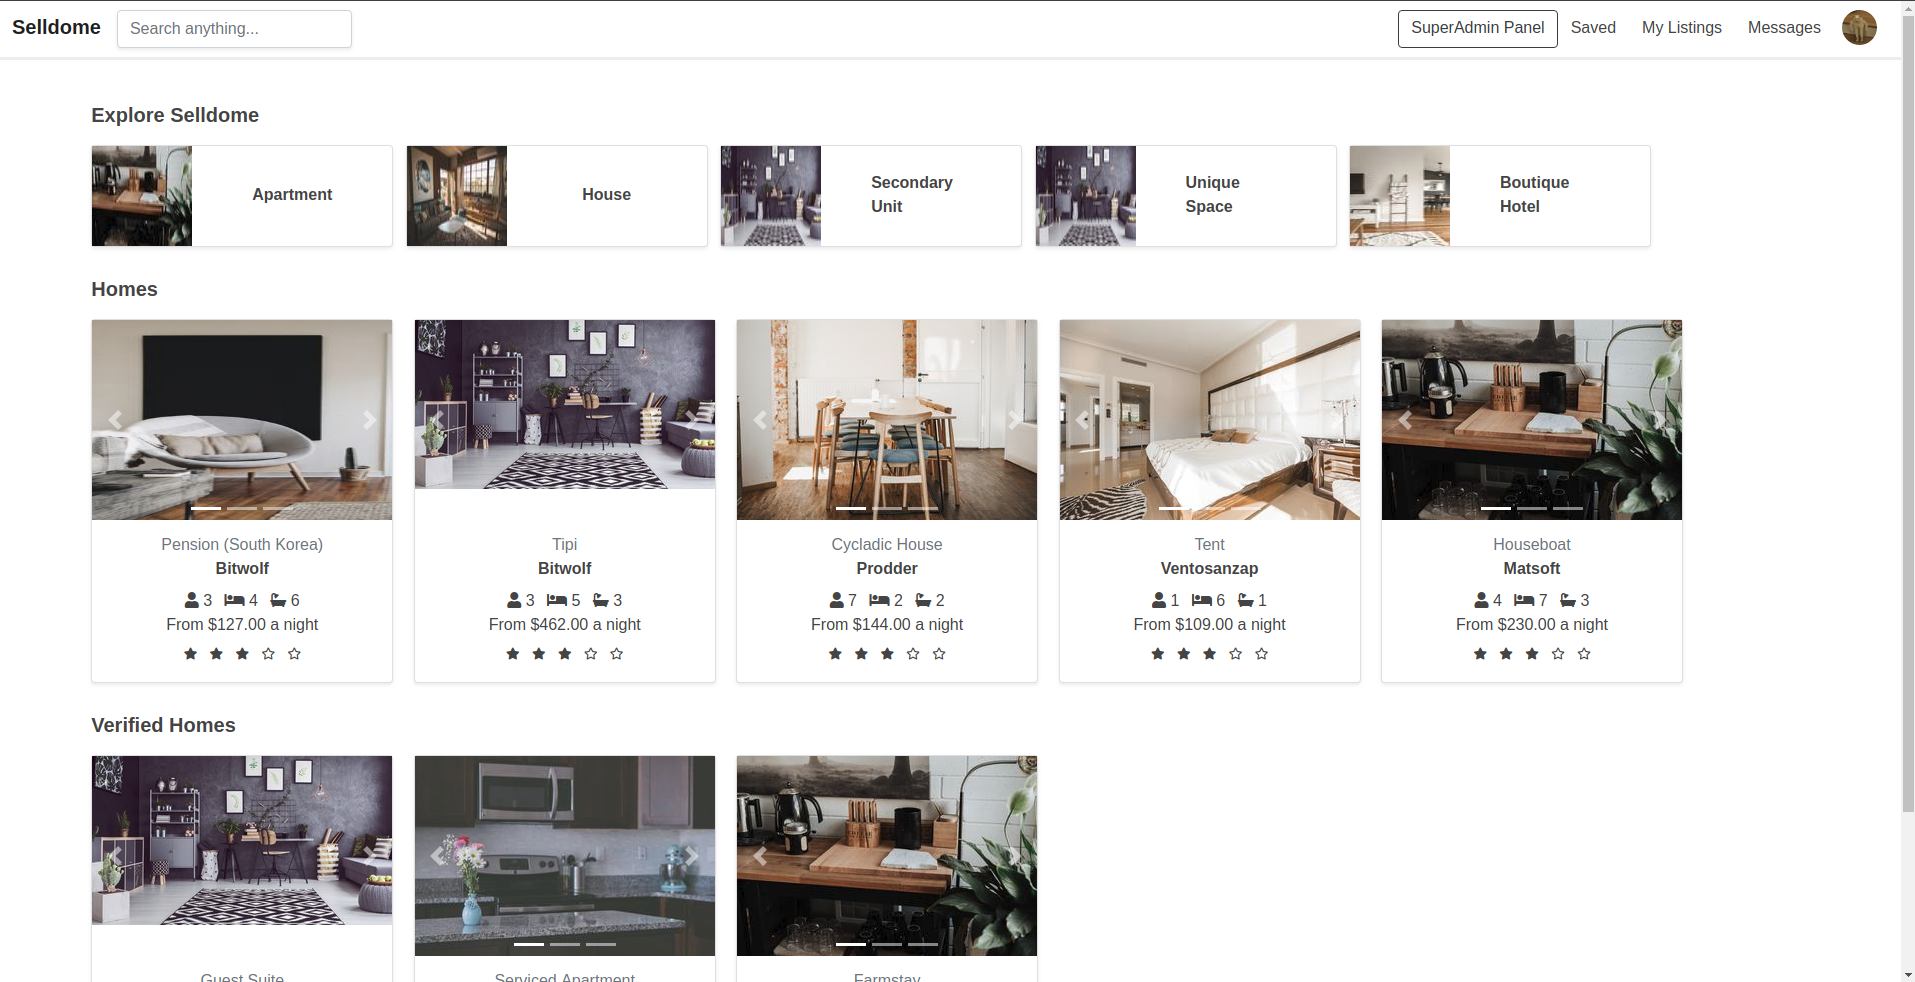 Selldome
Search anything...
SuperAdmin Panel
Saved
My Listings
Messages
Explore Selldome
Apartment
House
Secondary
Unit
Unique
Space
Boutique
Hotel
Homes
Pension (South Korea)
Bitwolf
3 4 6
From $127.00 a night
Tipi
Bitwolf
3 5 3
From $462.00 a night
Cycladic House
Prodder
7 2 2
From $144.00 a night
Tent
Ventosanzap
1 6 1
From $109.00 a night
Houseboat
Matsoft
4 7 3
From $230.00 a night
Verified Homes
Guest Suite
Serviced Apartment
Farmstay